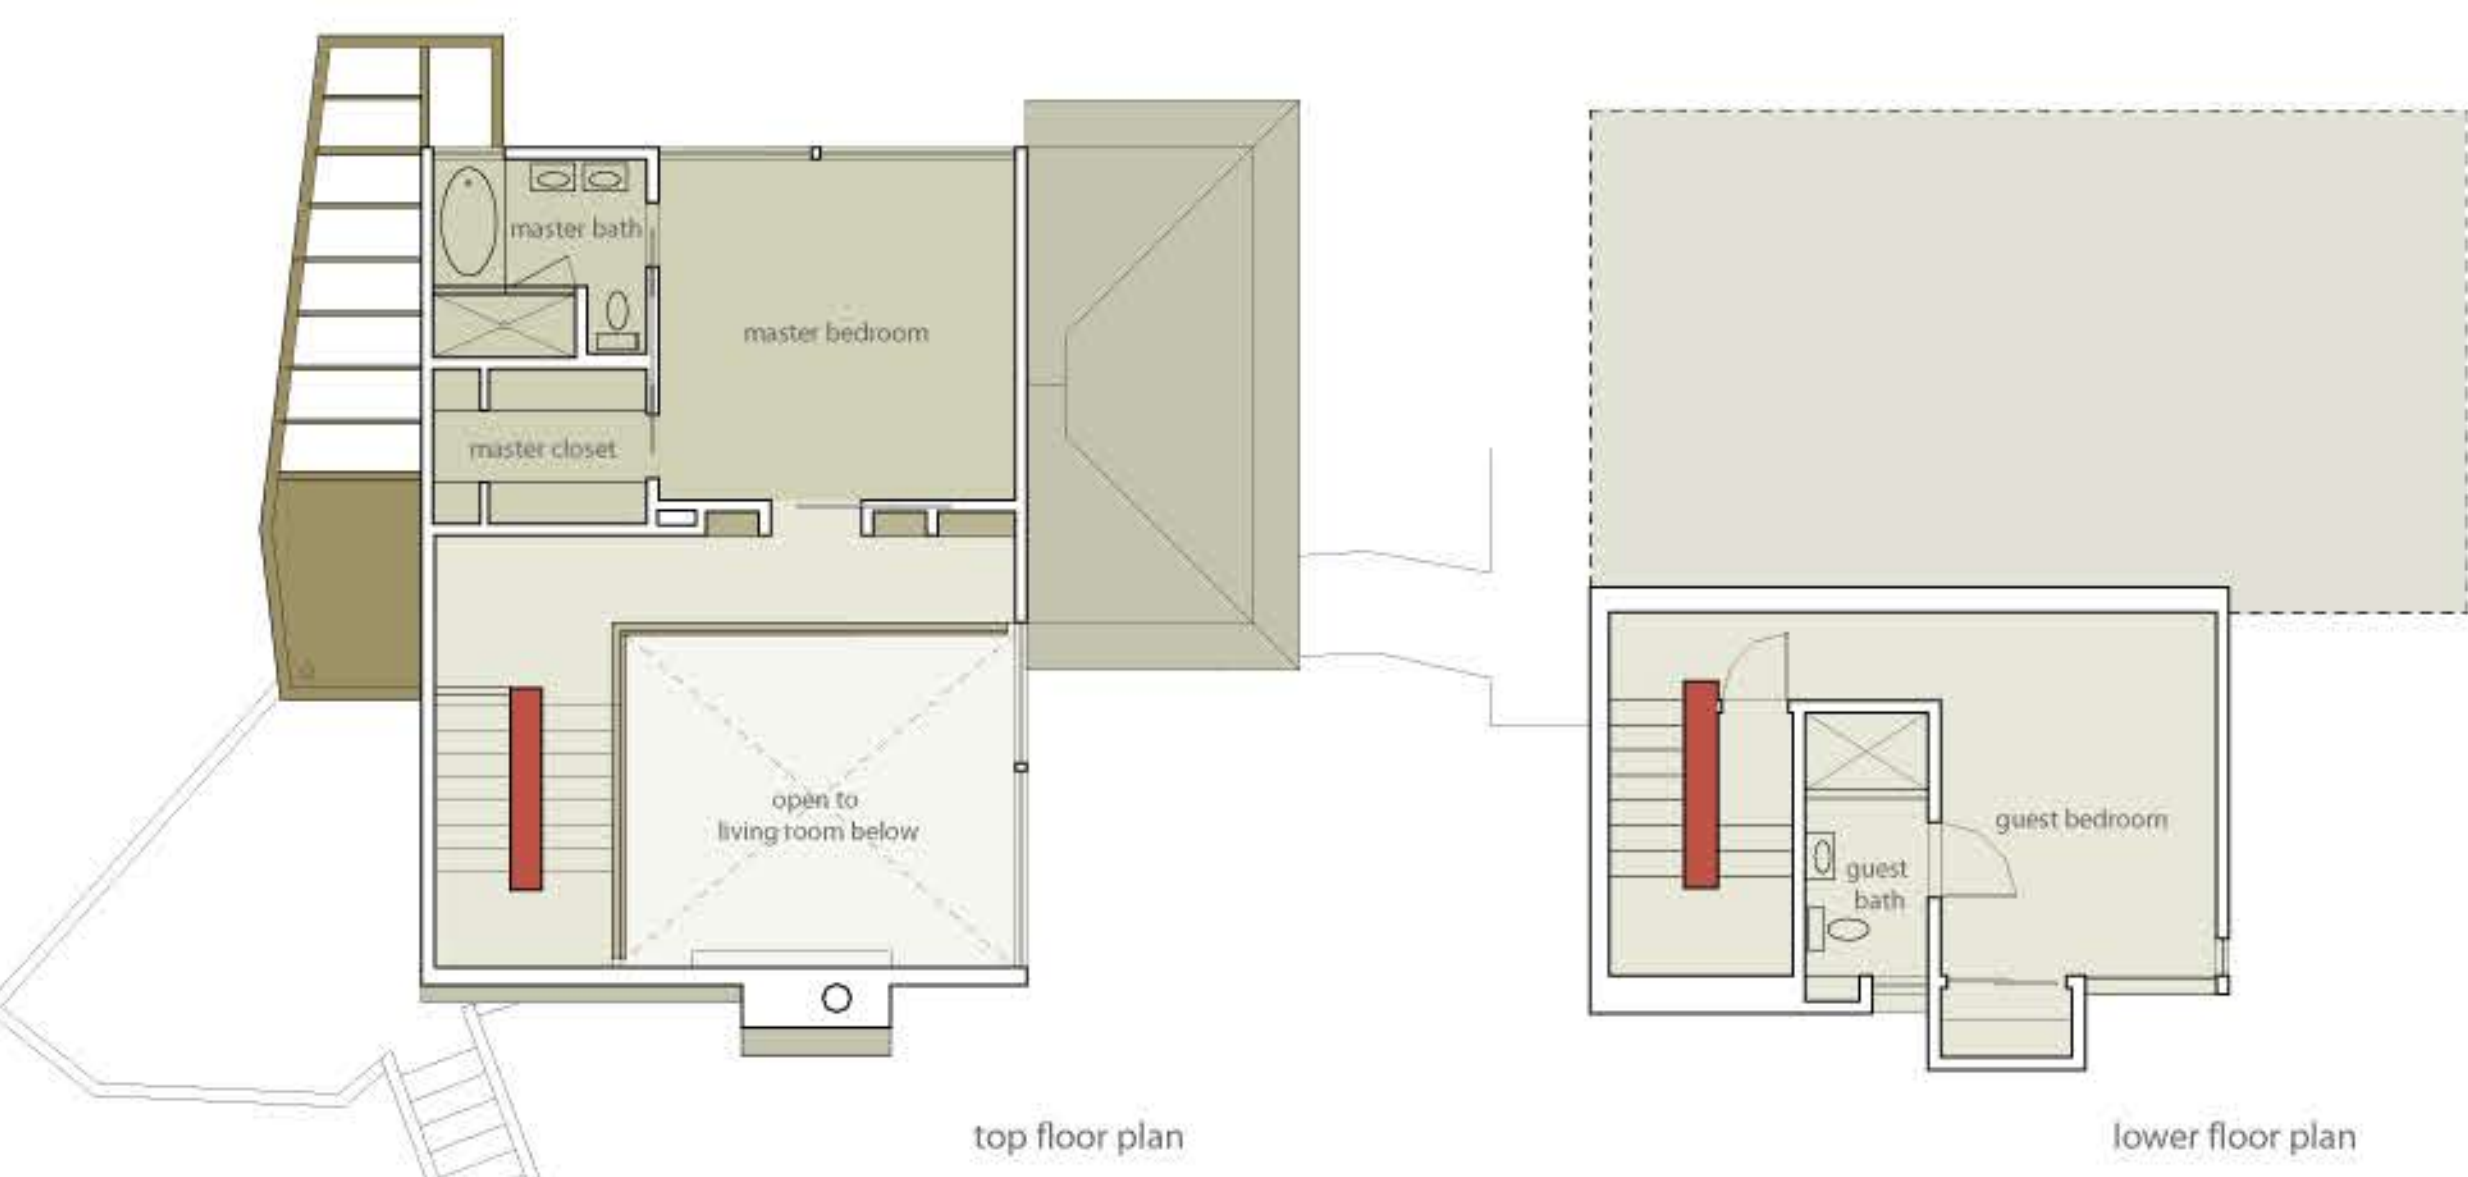 master bath
master bedroom
master closet
open to
living room below
top floor plan
guest bedroom
guest
bath
lower floor plan